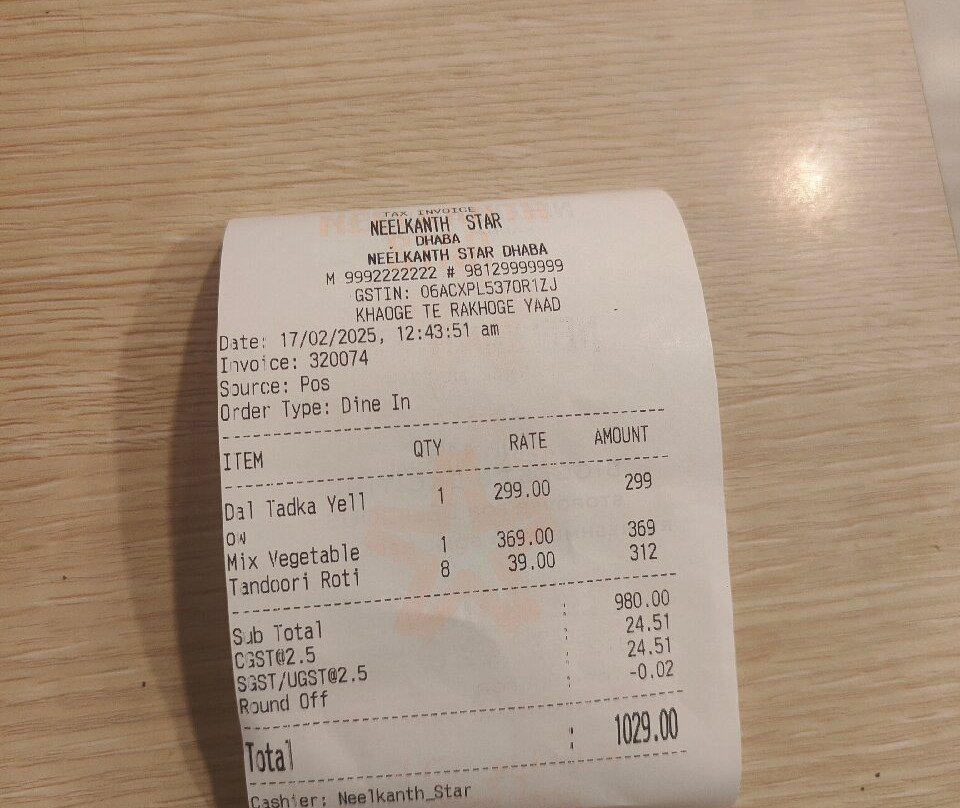 TAX INVOICE
NEELKANTH STAR
DHABA
NEELKANTH STAR DHABA
M 9992222222 # 98129999999
GSTIN: 06ACXPL5370R1ZJ
KHAOGE TE RAKHOGE YAAD
Date: 17/02/2025, 12:43:51 am
Invoice: 320074
Source: Pos
Order Type: Dine In
ITEM QTY RATE AMOUNT
Dal Tadka Yell 1 299.00 299
ow
Mix Vegetable 1 369.00 369
Tandoori Roti 8 39.00 312
Sub Total : 980.00
CGST@2.5 : 24.51
SGST/UGST@2.5 : 24.51
Round Off : -0.02
Total : 1029.00
Cashier: Neelkanth_Star